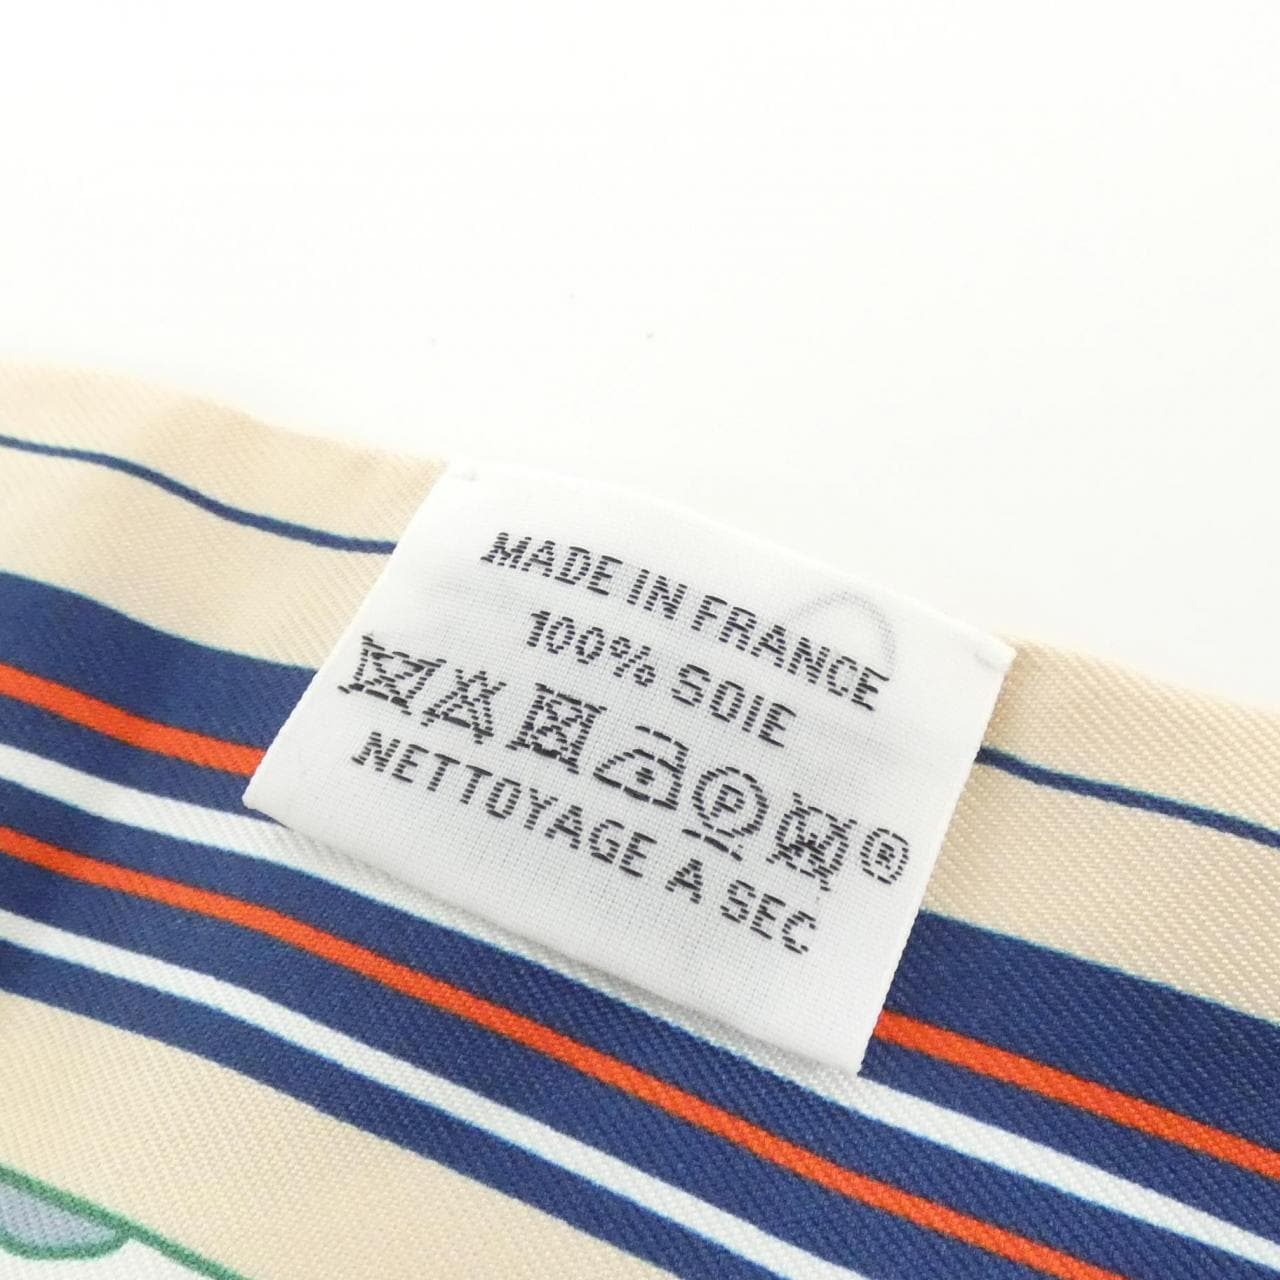 MADE IN FRANCE
100% SOIE
P ®
NETTOYAGE A SEC